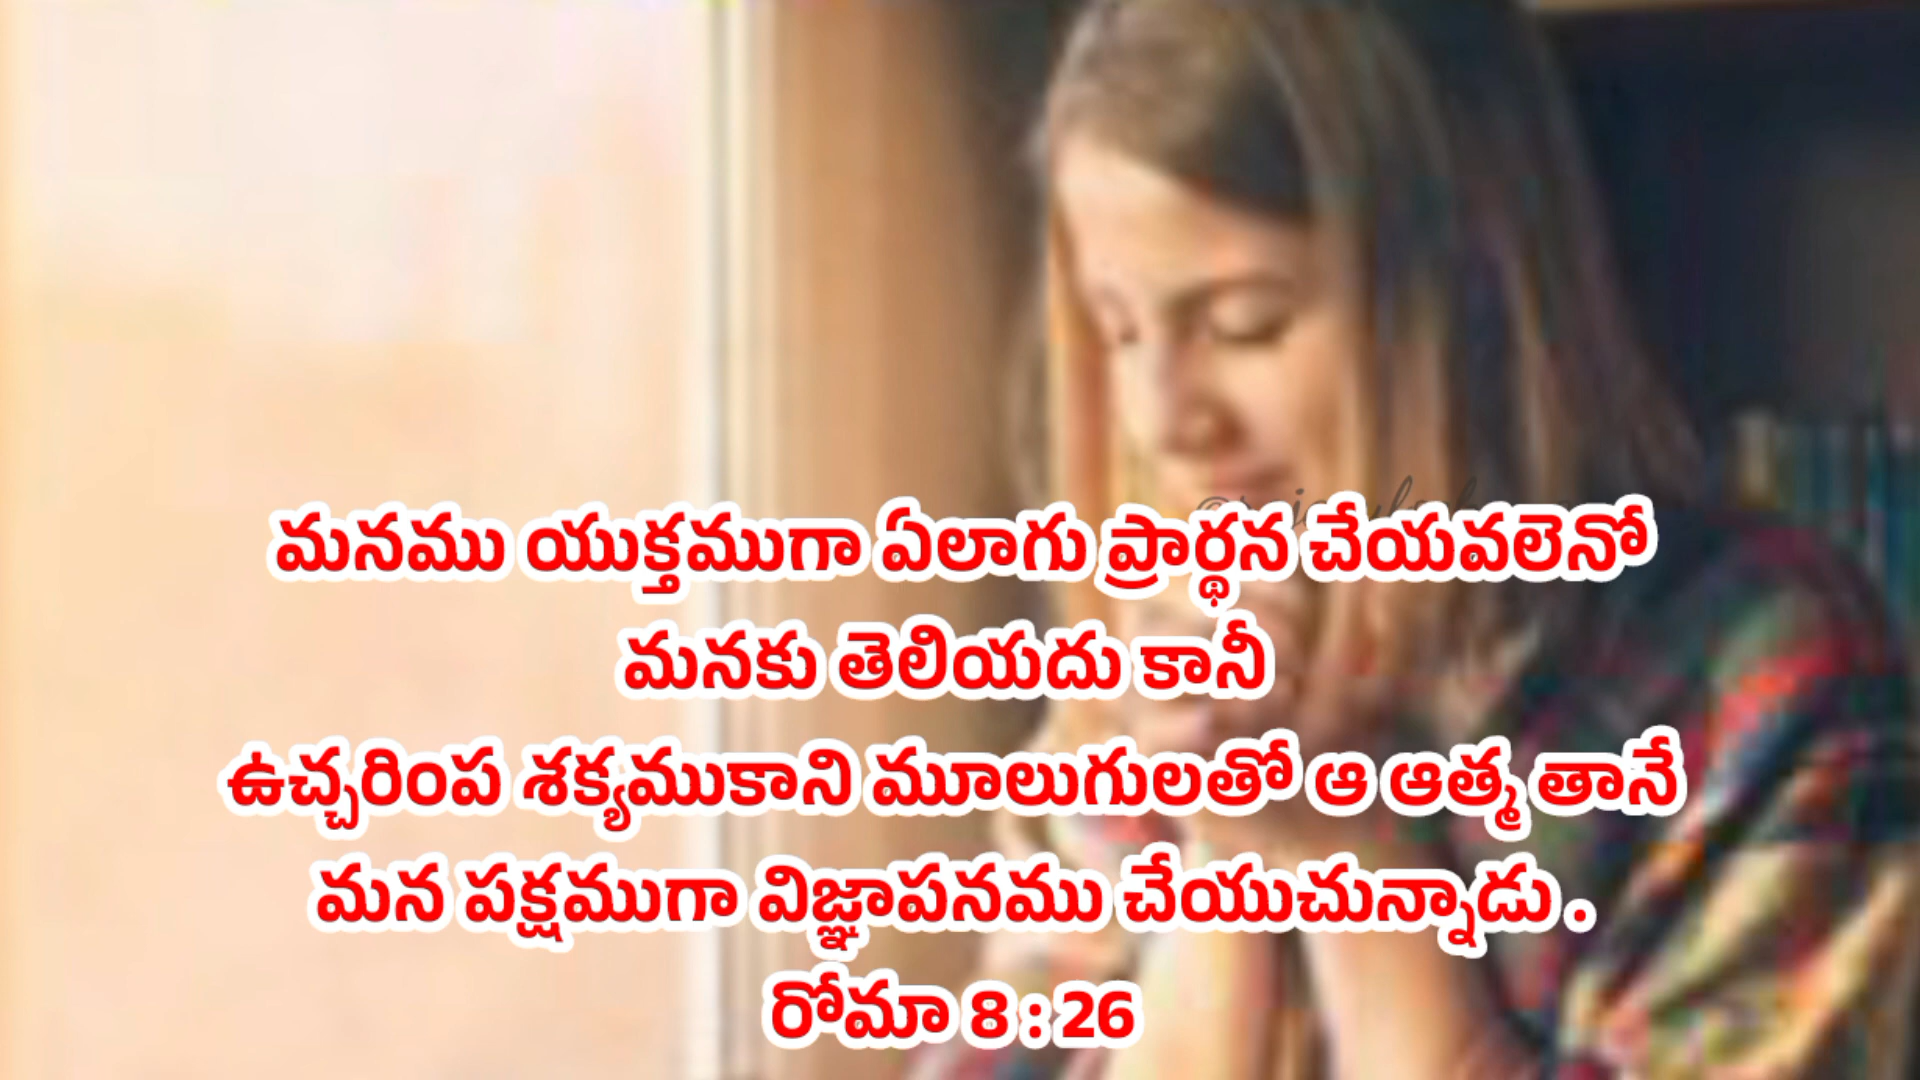 మనము యుక్తముగా ఏలాగు ప్రార్థన చేయవలెనో
మనకు తెలియదు కానీ
ఉచ్చరింప శక్యముకాని మూలుగులతో ఆ ఆత్మ తానే
మన పక్షముగా విజ్ఞాపనము చేయుచున్నాడు.
రోమా 8:26